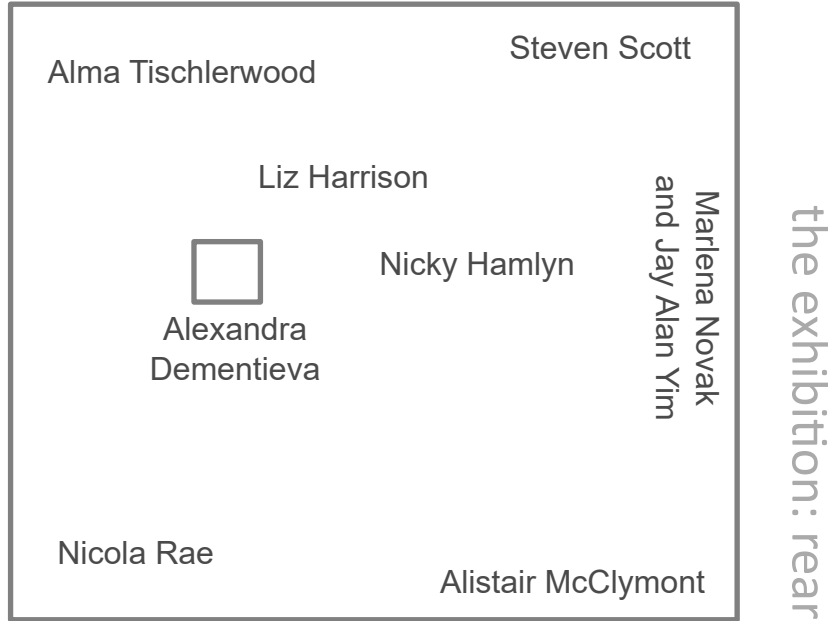 Steven Scott
Alma Tischlerwood
Liz Harrison
Marlena Novak
and Jay Alan Yim
Nicky Hamlyn
Alexandra
Dementieva
Nicola Rae
Alistair McClymont
the exhibition: rear